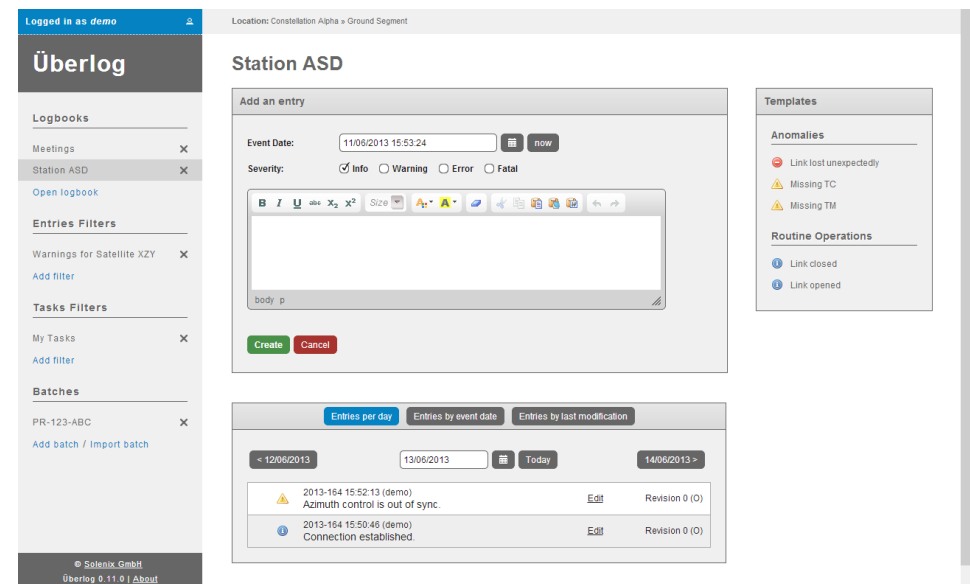 Logged in as demo
Location: Constellation Alpha » Ground Segment
Überlog
Logbooks
Meetings
Station ASD
Open logbook
Entries Filters
Warnings for Satellite XZY
Add filter
Tasks Filters
My Tasks
Add filter
Batches
PR-123-ABC
Add batch / Import batch
© Solenix GmbH
Überlog 0.11.0 | About
Station ASD
Add an entry
Event Date: 11/06/2013 15:53:24 now
Severity: Info Warning Error Fatal
B I U abc X₂ X² Size A A
body p
Create Cancel
Entries per day Entries by event date Entries by last modification
< 12/06/2013 13/06/2013 Today 14/06/2013 >
2013-164 15:52:13 (demo)
Azimuth control is out of sync. Edit Revision 0 (O)
2013-164 15:50:46 (demo)
Connection established. Edit Revision 0 (O)
Templates
Anomalies
Link lost unexpectedly
Missing TC
Missing TM
Routine Operations
Link closed
Link opened